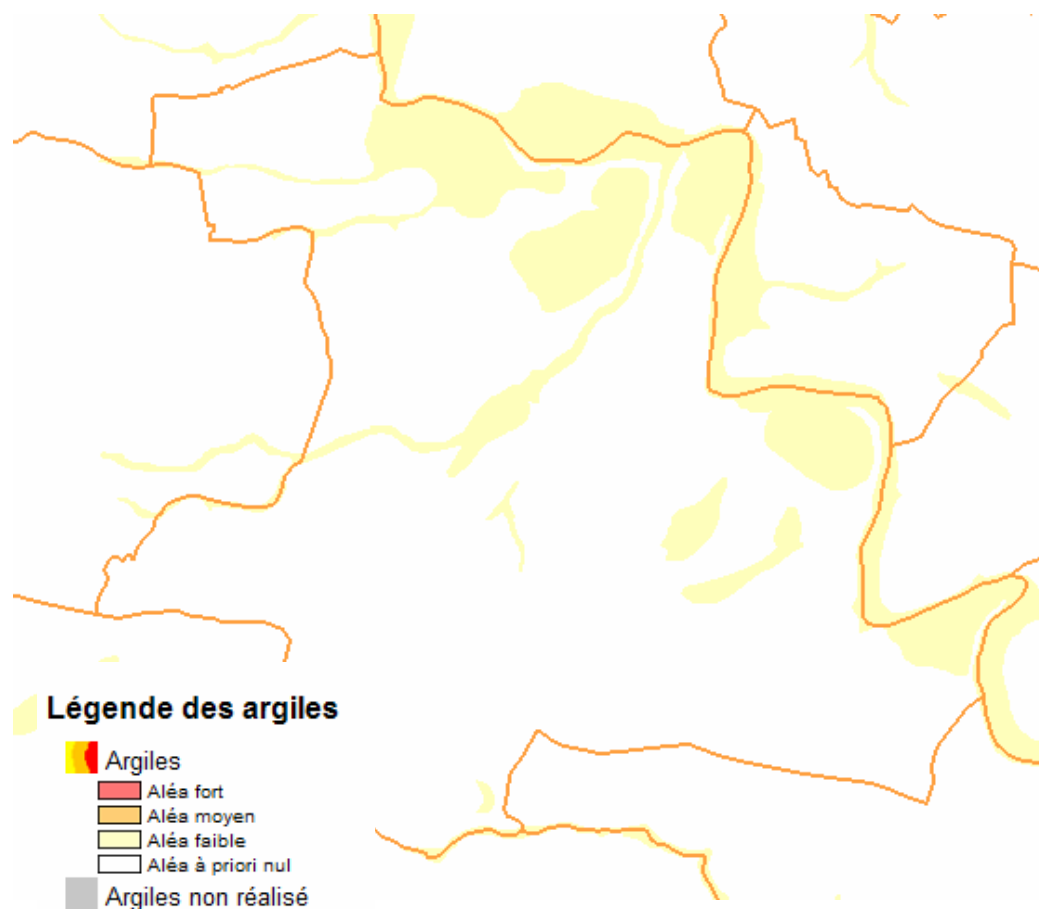 Légende des argiles
Argiles
Aléa fort
Aléa moyen
Aléa faible
Aléa à priori nul
Argiles non réalisé